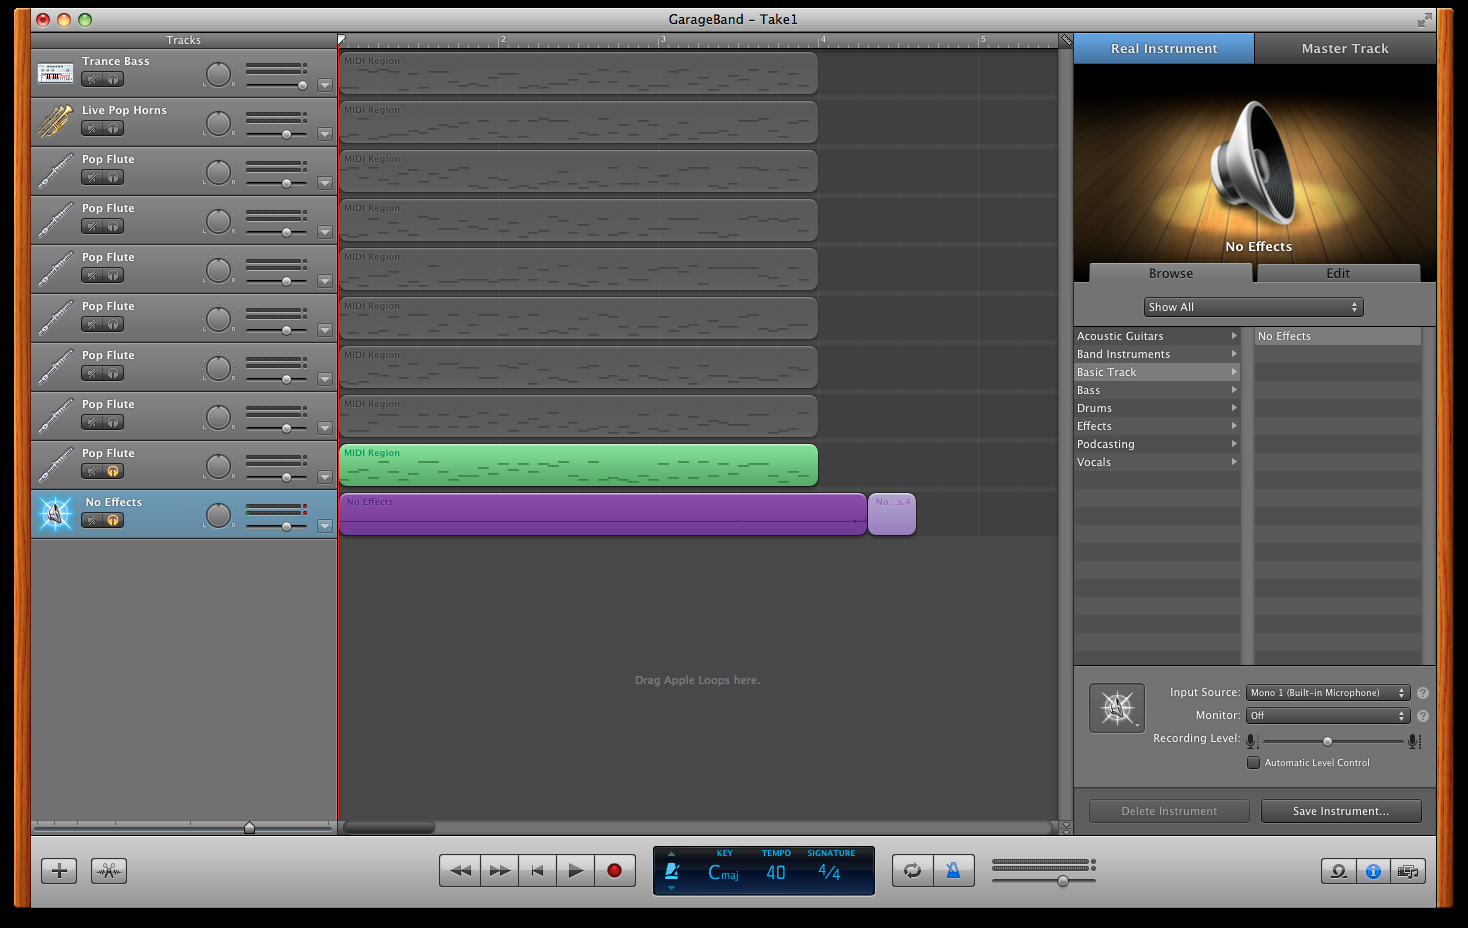 GarageBand - Take1
Tracks
2 3 4 5
Real Instrument Master Track
Trance Bass
L R
MIDI Region
Live Pop Horns
L R
MIDI Region
Pop Flute
L R
MIDI Region
Pop Flute
L R
MIDI Region
Pop Flute
L R
MIDI Region
Pop Flute
L R
MIDI Region
Pop Flute
L R
MIDI Region
Pop Flute
L R
MIDI Region
Pop Flute
L R
MIDI Region
No Effects
L R
No Effects
No...s.4
Drag Apple Loops here.
No Effects
Browse Edit
Show All
Acoustic Guitars
Band Instruments
Basic Track
Bass
Drums
Effects
Podcasting
Vocals
No Effects
Input Source: Mono 1 (Built-in Microphone) ?
Monitor: Off ?
Recording Level:
Automatic Level Control
Delete Instrument Save Instrument...
KEY TEMPO SIGNATURE
Cmaj 40 4/4